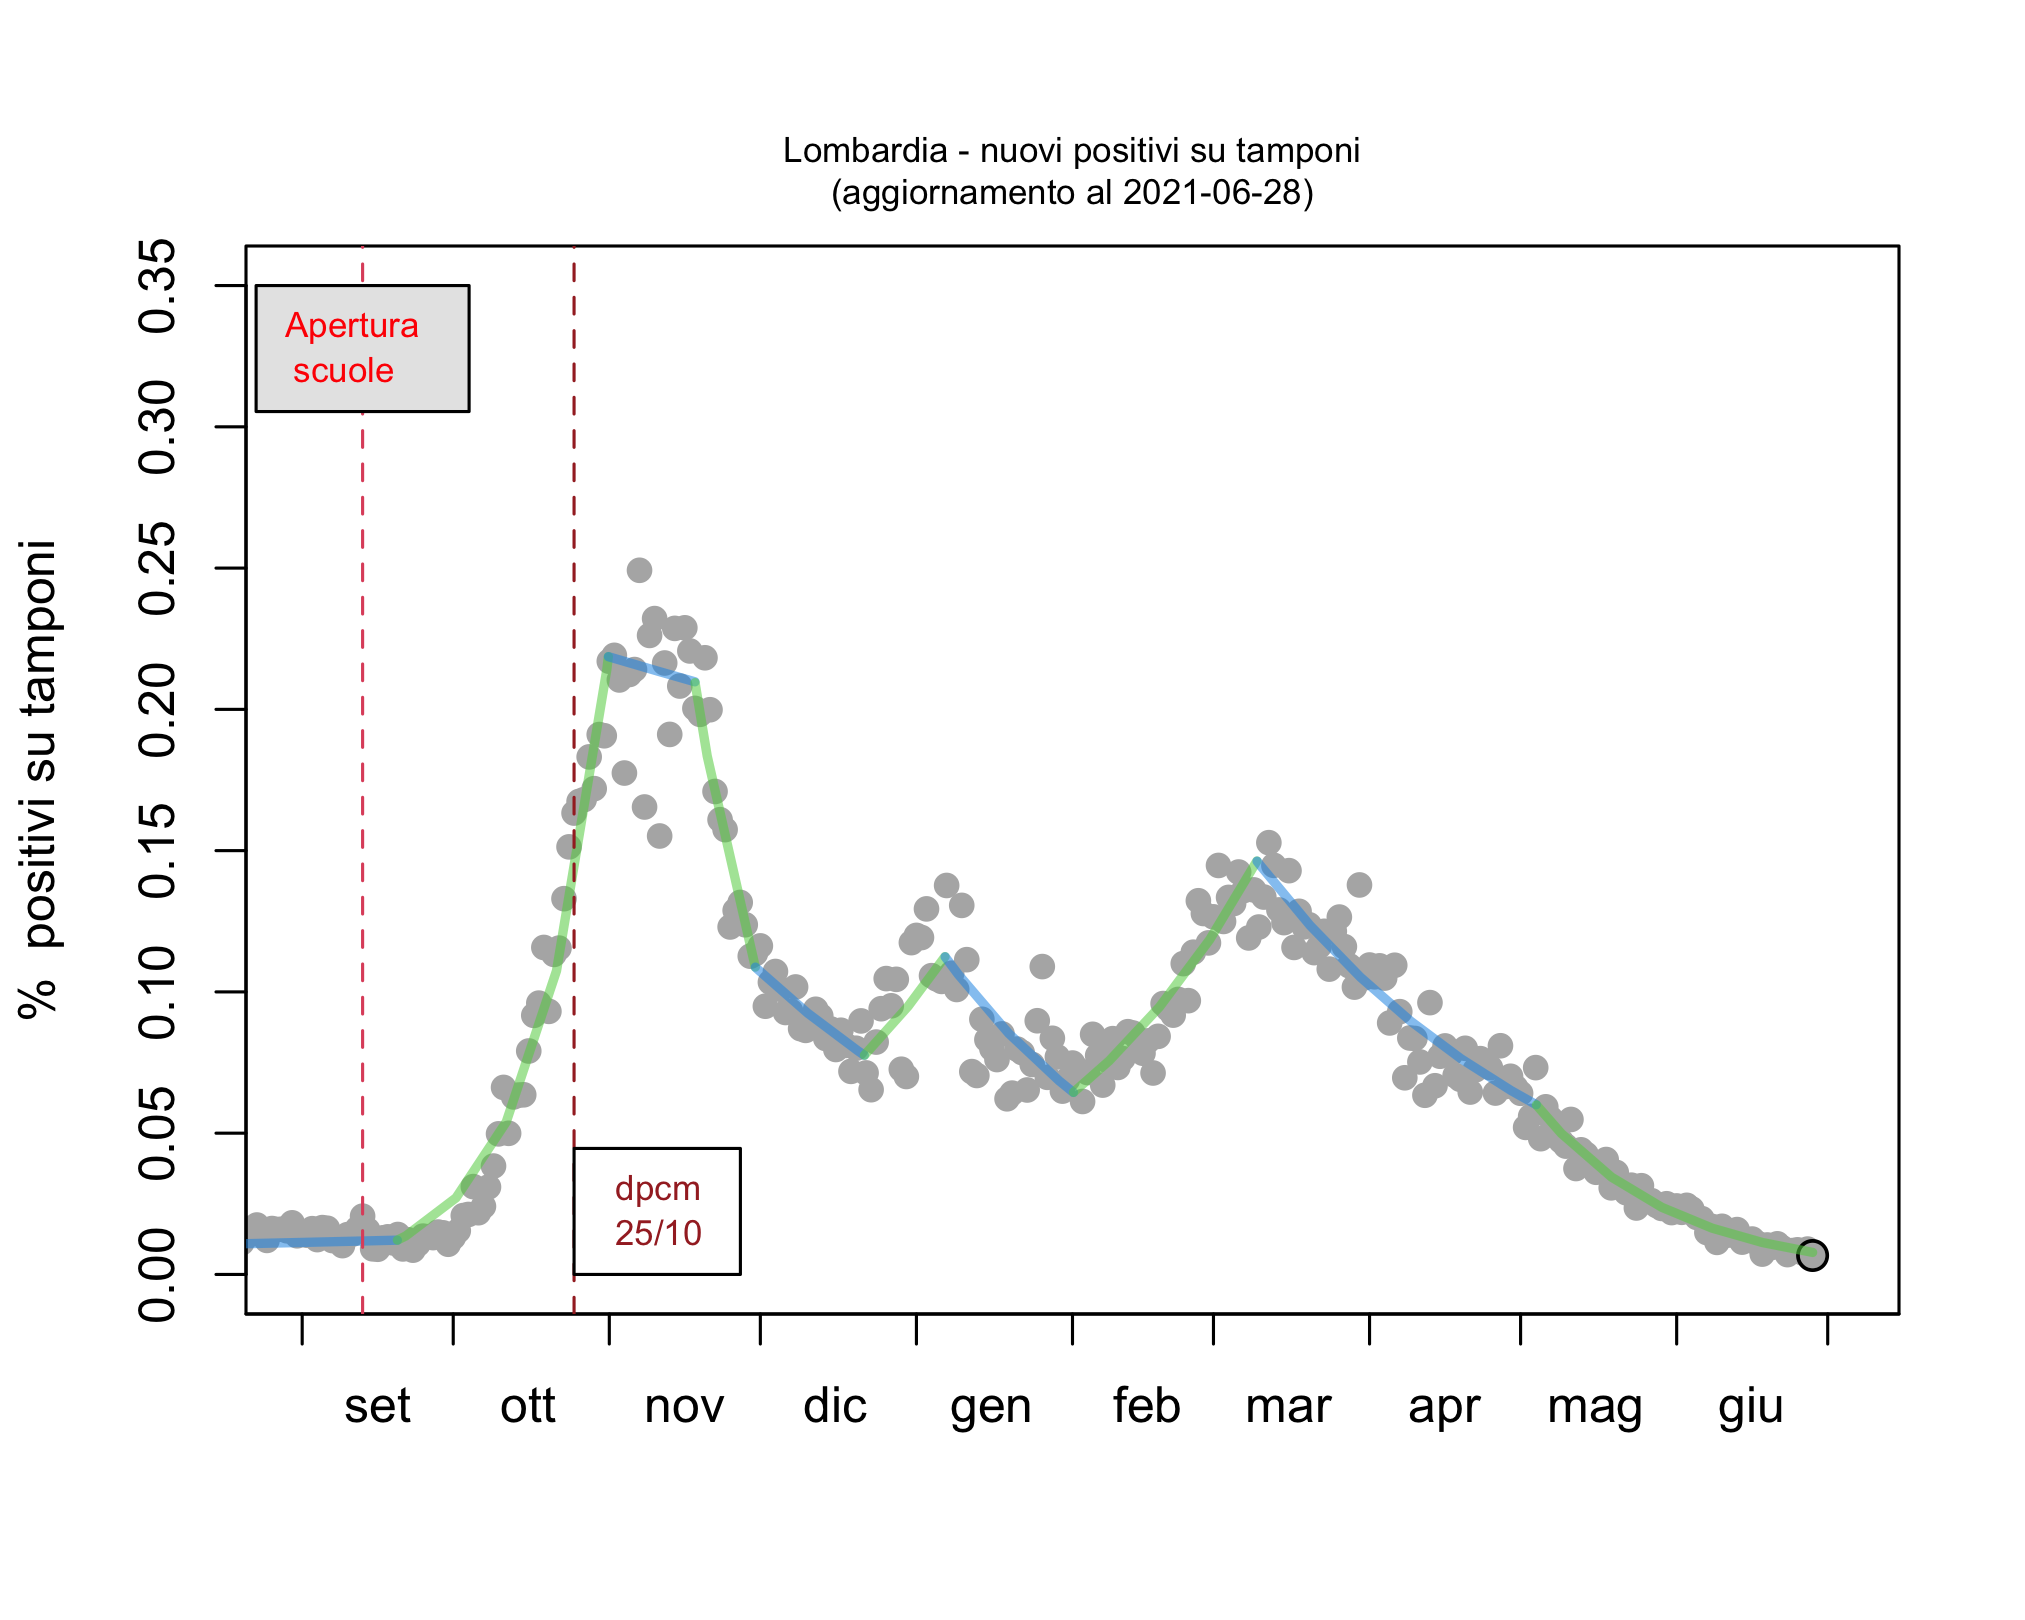 Lombardia - nuovi positivi su tamponi
(aggiornamento al 2021-06-28)
% positivi su tamponi
0.35
0.30
0.25
0.20
0.15
0.10
0.05
0.00
Apertura
scuole
dpcm
25/10
set ott nov dic gen feb mar apr mag giu